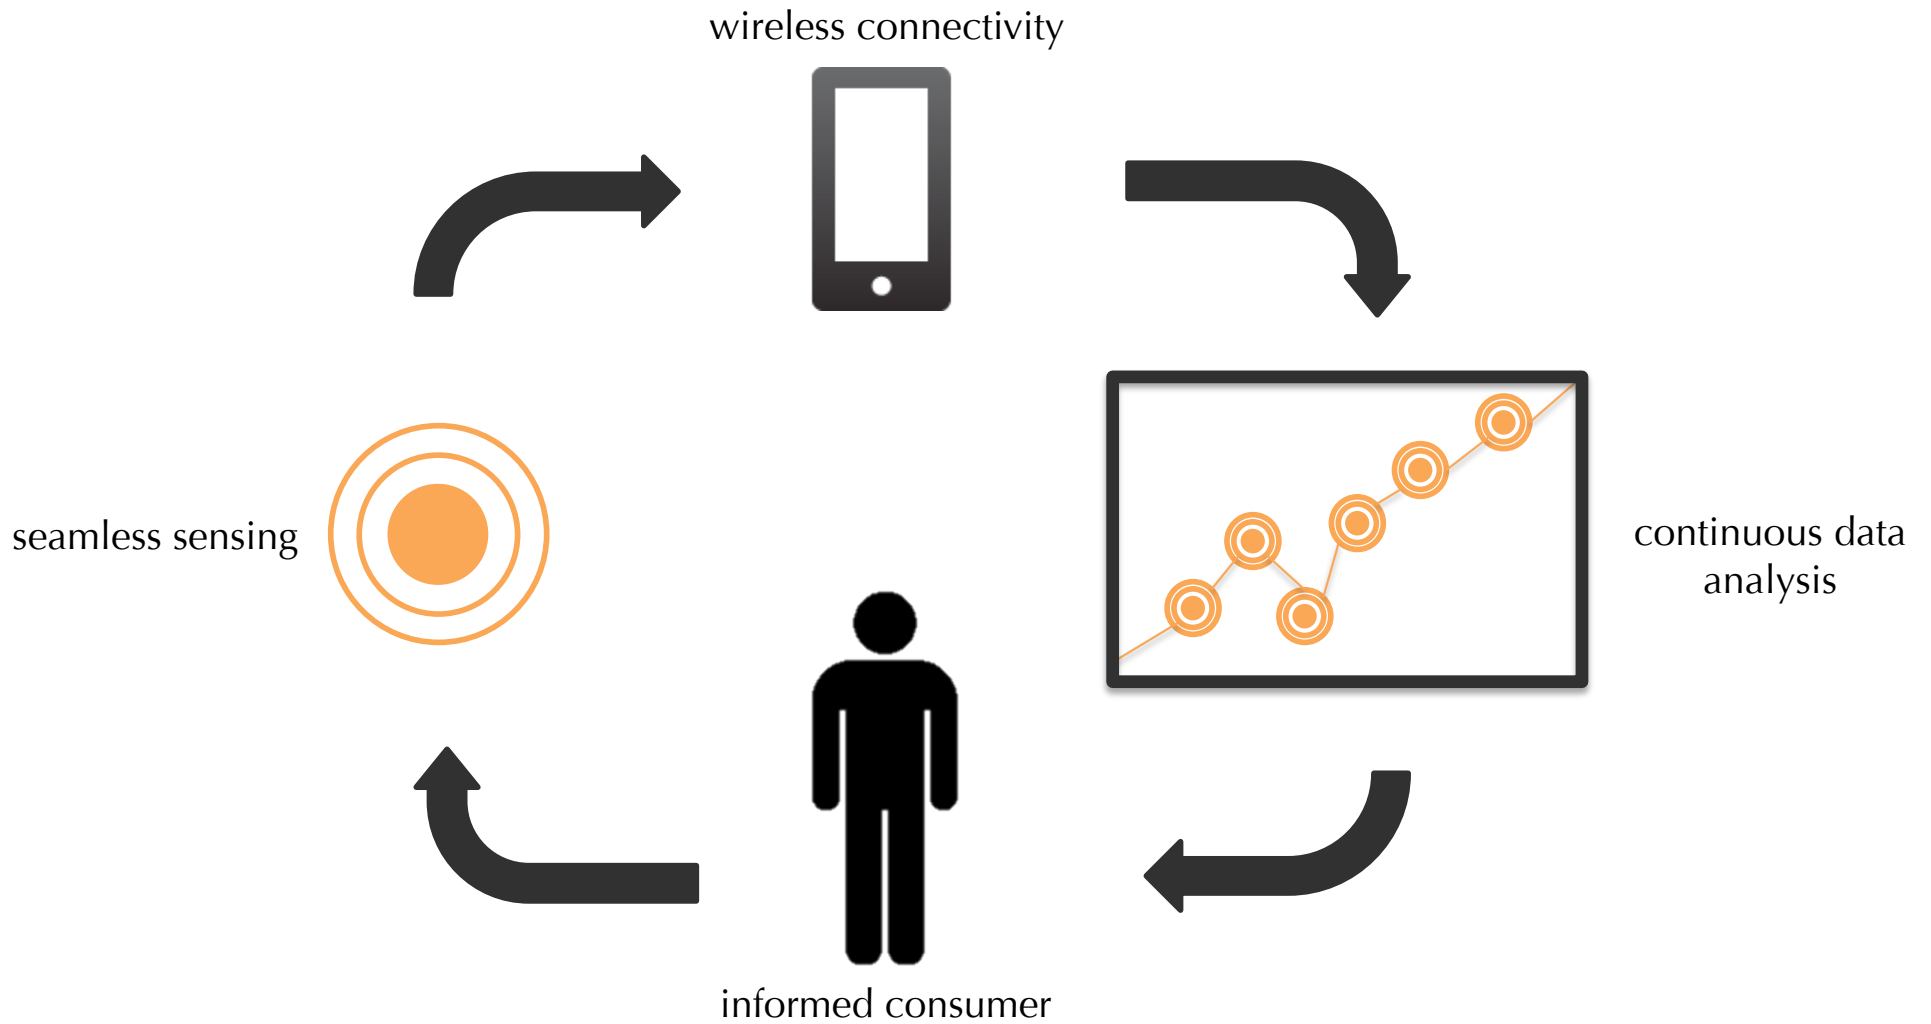 wireless connectivity
seamless sensing
continuous data
analysis
informed consumer